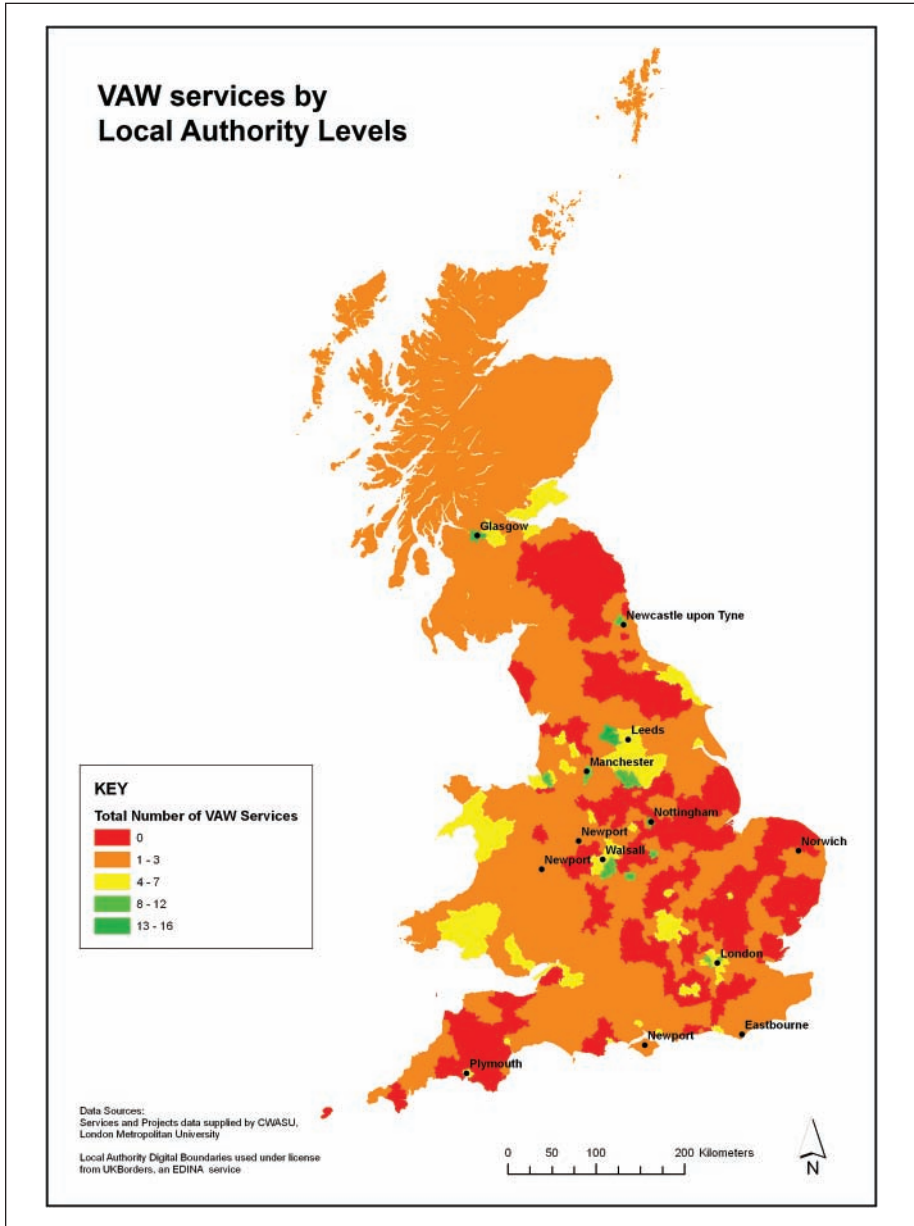 VAW services by
Local Authority Levels
Glasgow
Newcastle upon Tyne
Leeds
Manchester
KEY
Total Number of VAW Services
0
1 - 3
4 - 7
8 - 12
13 - 16
Nottingham
Newport
Walsall
Norwich
Newport
London
Eastbourne
Newport
Plymouth
Data Sources:
Services and Projects data supplied by CWASU,
London Metropolitan University
Local Authority Digital Boundaries used under license
from UKBorders, an EDINA service
0 50 100 200 Kilometers
N